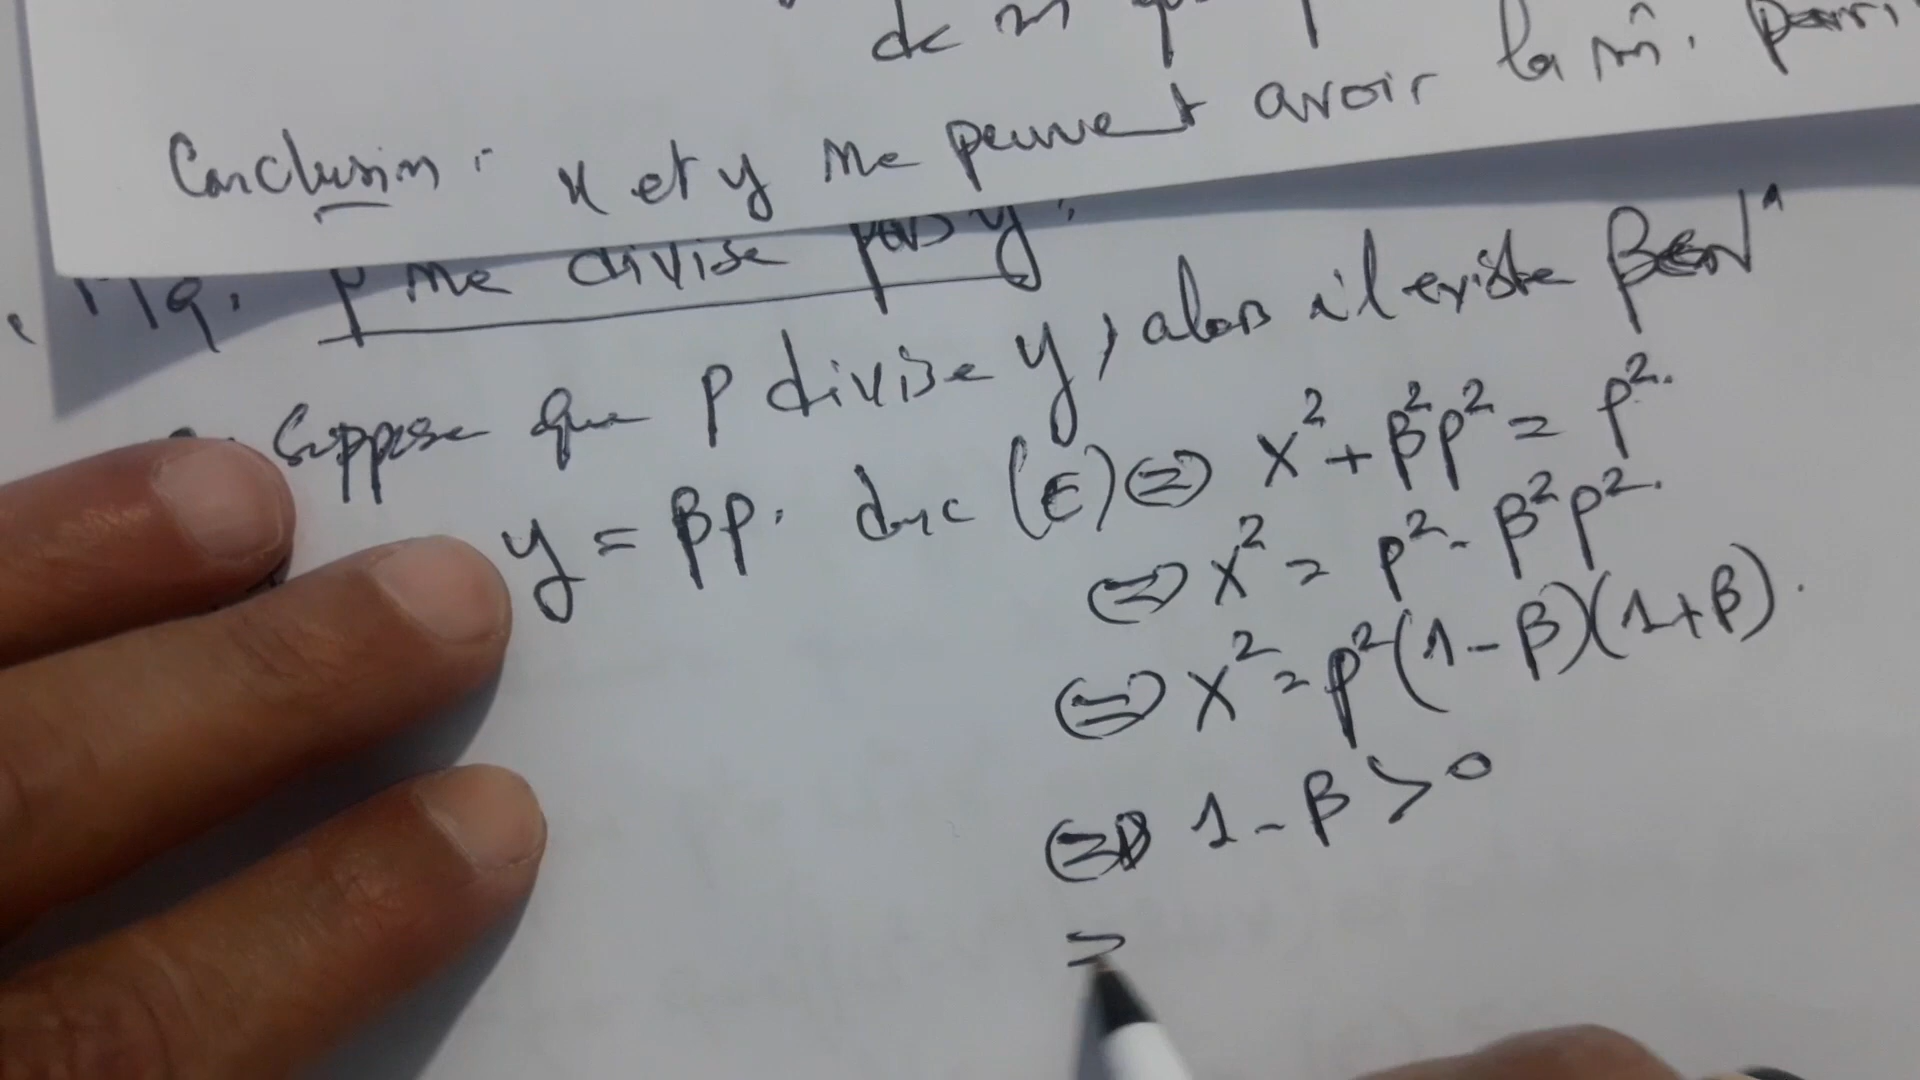 de m
Conclusion : x et y ne peuvent avoir la m̂. pari
Mq. p ne divise pas y.
Suppose que p divise y, alors il existe β∈ℕ*
y = βp. donc (E) ⇔ x² + β²p² = p².
⇔ x² = p² - β²p².
⇔ x² = p²(1-β)(1+β).
⇒ 1-β > 0
=